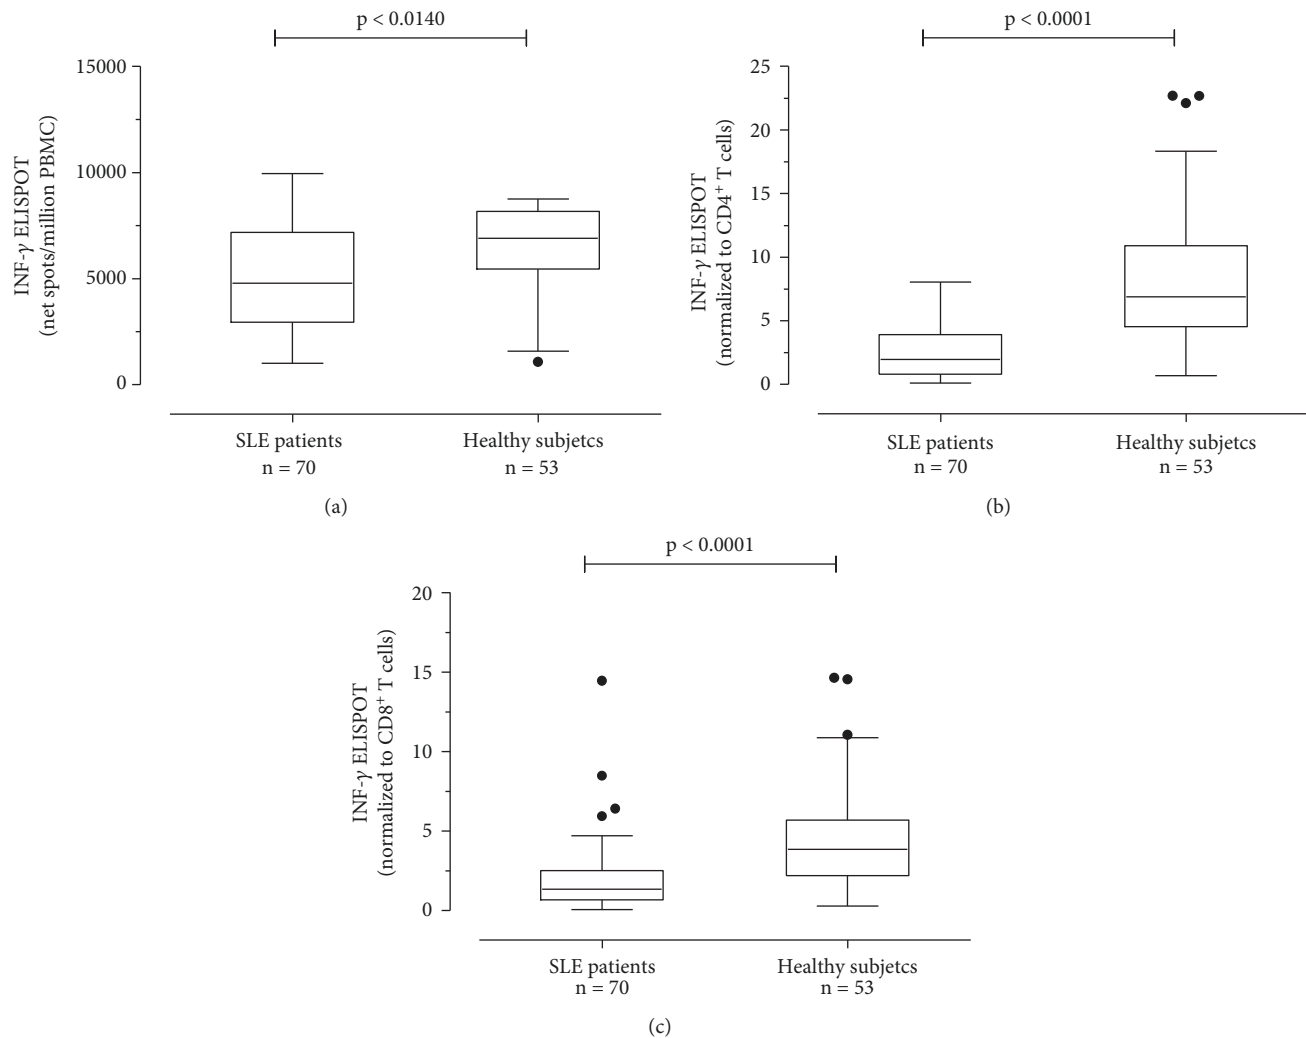 p < 0.0140
INF-γ ELISPOT
(net spots/million PBMC)
15000
10000
5000
0
SLE patients
n = 70
Healthy subjetcs
n = 53
(a)
p < 0.0001
INF-γ ELISPOT
(normalized to CD4⁺ T cells)
25
20
15
10
5
0
SLE patients
n = 70
Healthy subjetcs
n = 53
(b)
p < 0.0001
INF-γ ELISPOT
(normalized to CD8⁺ T cells)
20
15
10
5
0
SLE patients
n = 70
Healthy subjetcs
n = 53
(c)